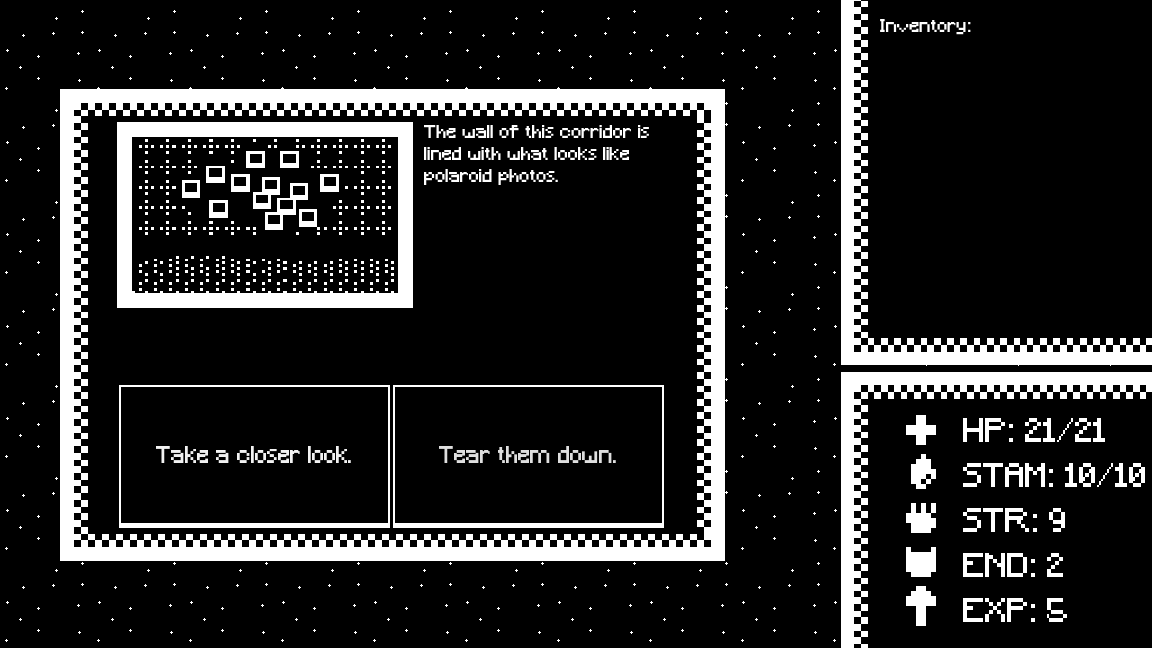 Inventory:
The wall of this corridor is
lined with what looks like
polaroid photos.
Take a closer look.
Tear them down.
HP: 21/21
STAM: 10/10
STR: 9
END: 2
EXP: 5